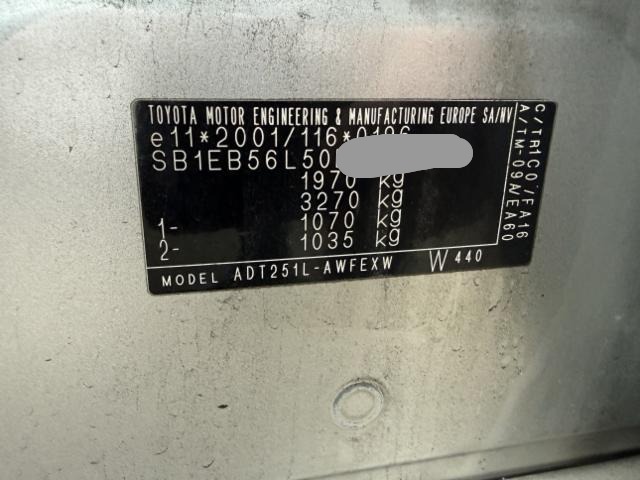 TOYOTA MOTOR ENGINEERING & MANUFACTURING EUROPE SA/NV
e11*2001/116*0196
SB1EB56L50
1970 kg
3270 kg
1- 1070 kg
2- 1035 kg
MODEL ADT251L-AWFEXW W 440
C/TR1C0/FA16
A/TM-09A/EA60